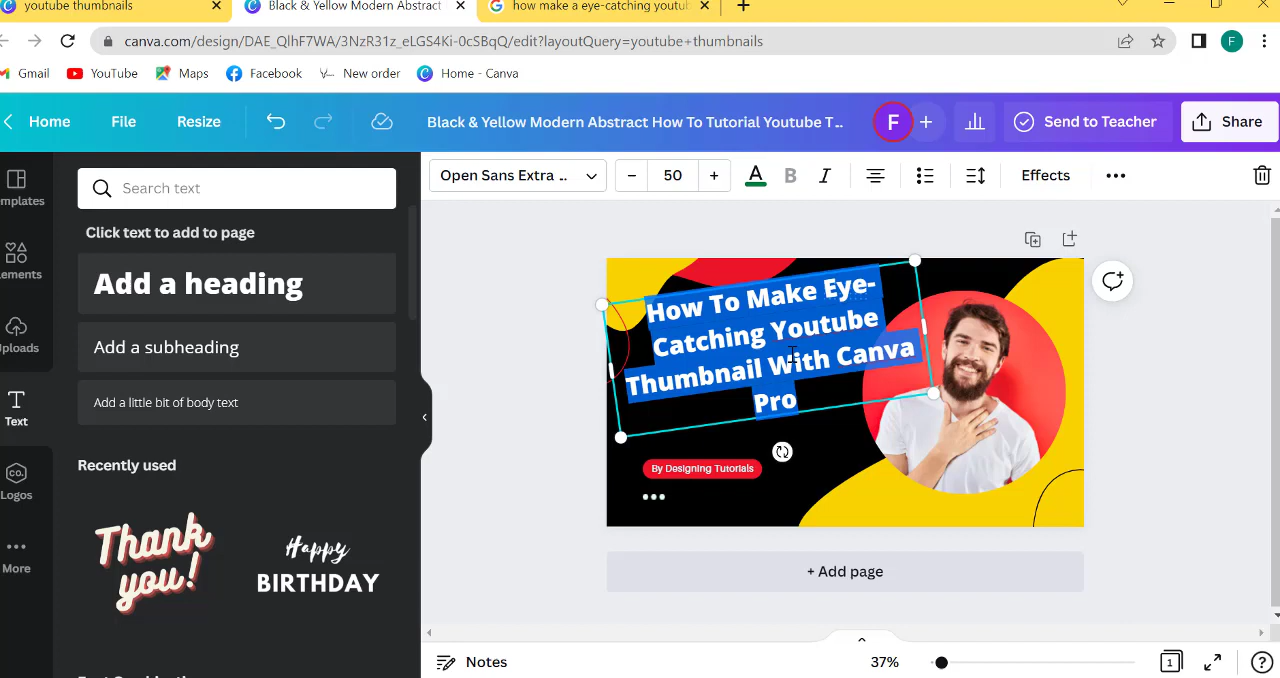 youtube thumbnails
Black & Yellow Modern Abstract
how make a eye-catching youtub
canva.com/design/DAE_QlhF7WA/3NzR31z_eLGS4Ki-0cSBqQ/edit?layoutQuery=youtube+thumbnails
F
Gmail
YouTube
Maps
Facebook
New order
Home - Canva
Home
File
Resize
Black & Yellow Modern Abstract How To Tutorial Youtube T...
F
Send to Teacher
Share
mplates
Search text
Open Sans Extra ...
50
A
B
I
Effects
Click text to add to page
lements
Add a heading
ploads
Add a subheading
Text
Add a little bit of body text
Recently used
co.
Logos
More
Thank
you!
Happy
BIRTHDAY
How To Make Eye-
Catching Youtube
Thumbnail With Canva
Pro
By Designing Tutorials
+ Add page
Notes
37%
1
?